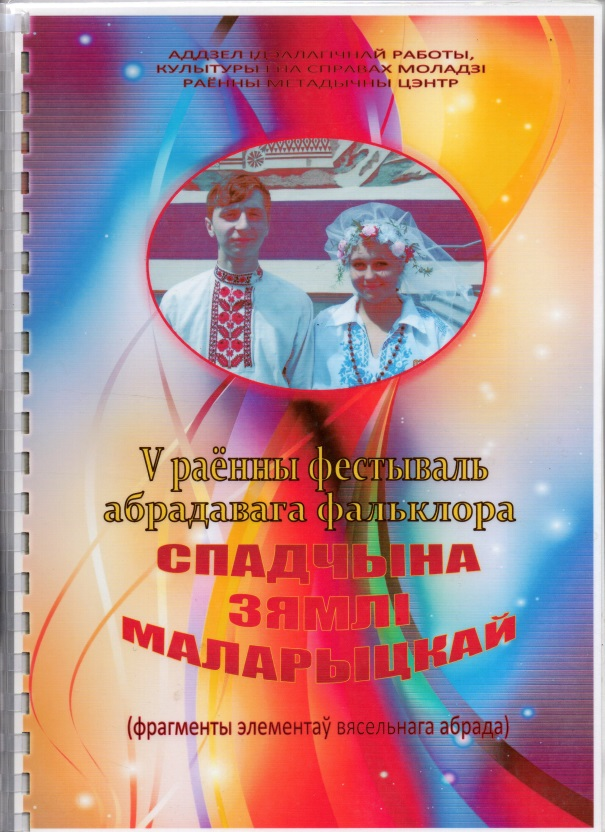 АДДЗЕЛ ІДЭАЛАГІЧНАЙ РАБОТЫ,
КУЛЬТУРЫ І ПА СПРАВАХ МОЛАДЗІ
РАЁННЫ МЕТАДЫЧНЫ ЦЭНТР
V раённы фестываль
абрадавага фальклора
СПАДЧЫНА
ЗЯМЛІ
МАЛАРЫЦКАЙ
(фрагменты элементаў вясельнага абрада)